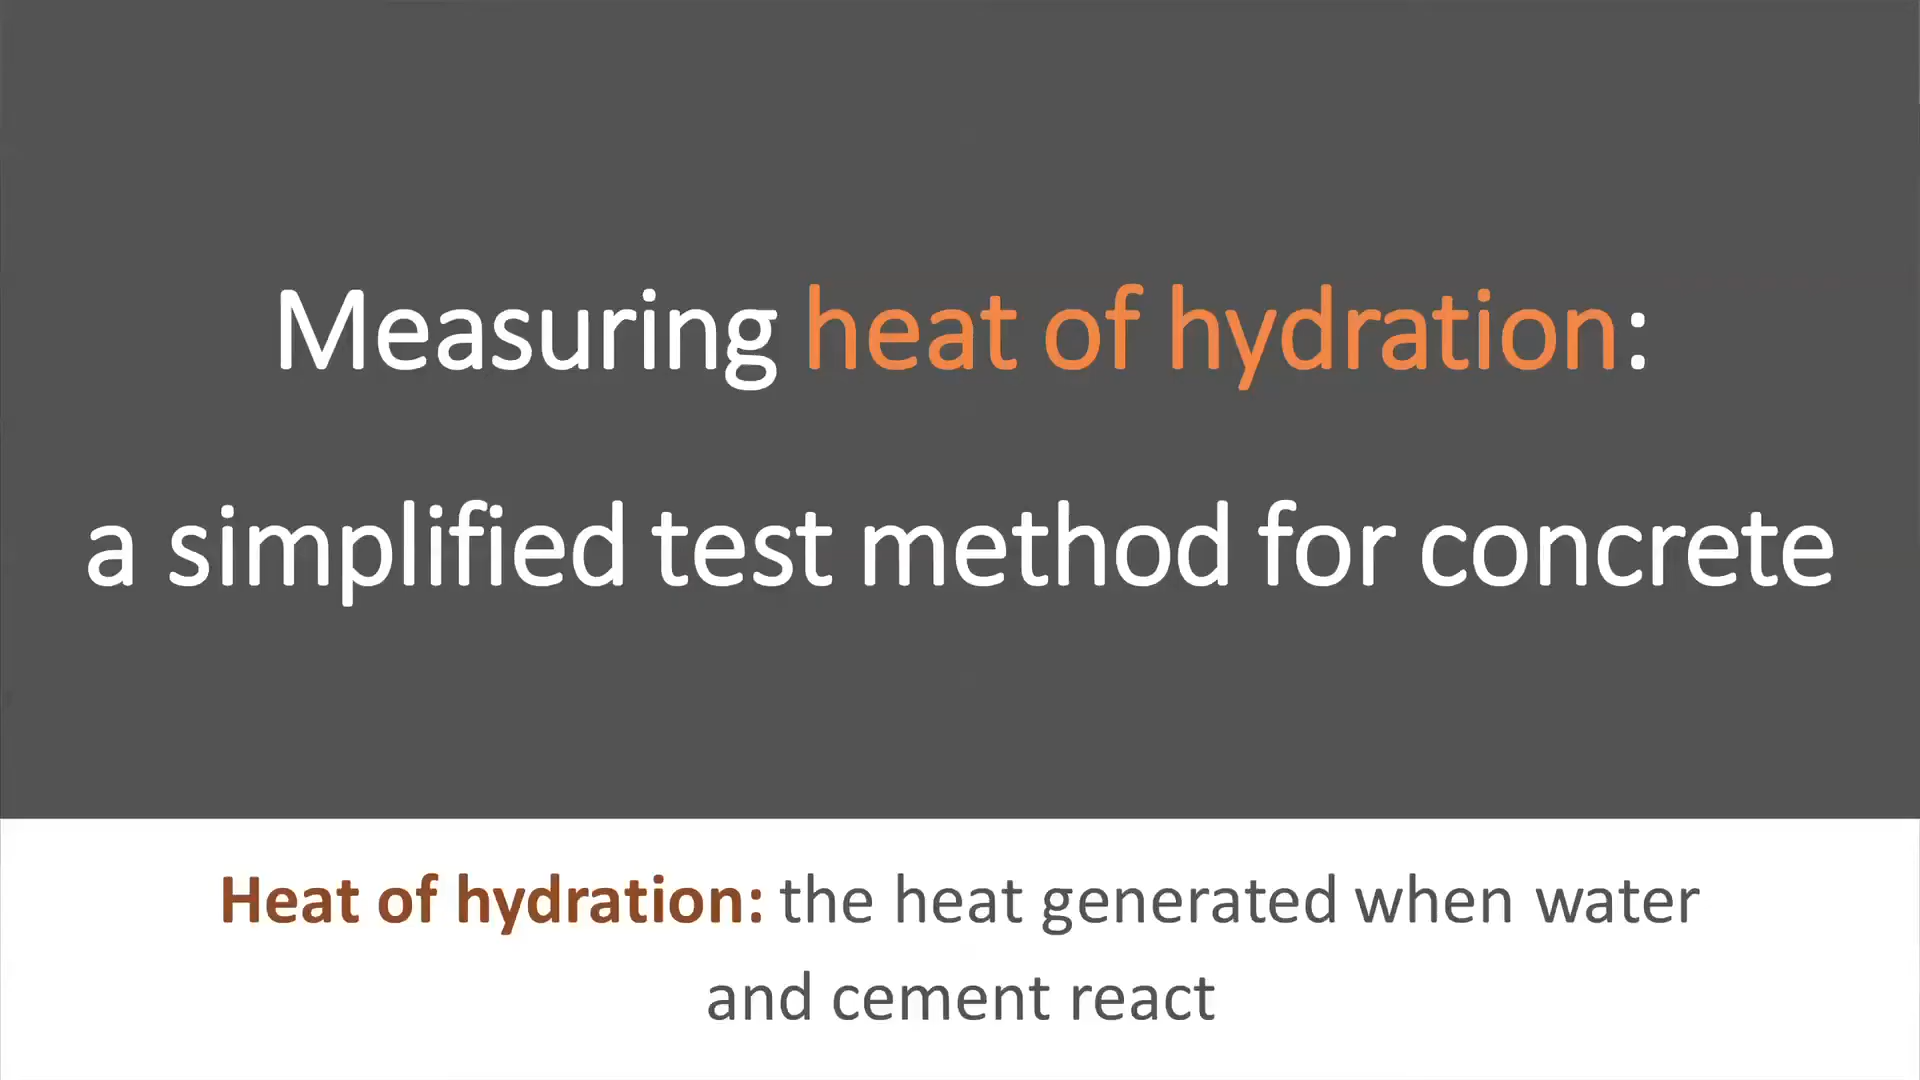 Measuring heat of hydration:
a simplified test method for concrete
Heat of hydration: the heat generated when water
and cement react